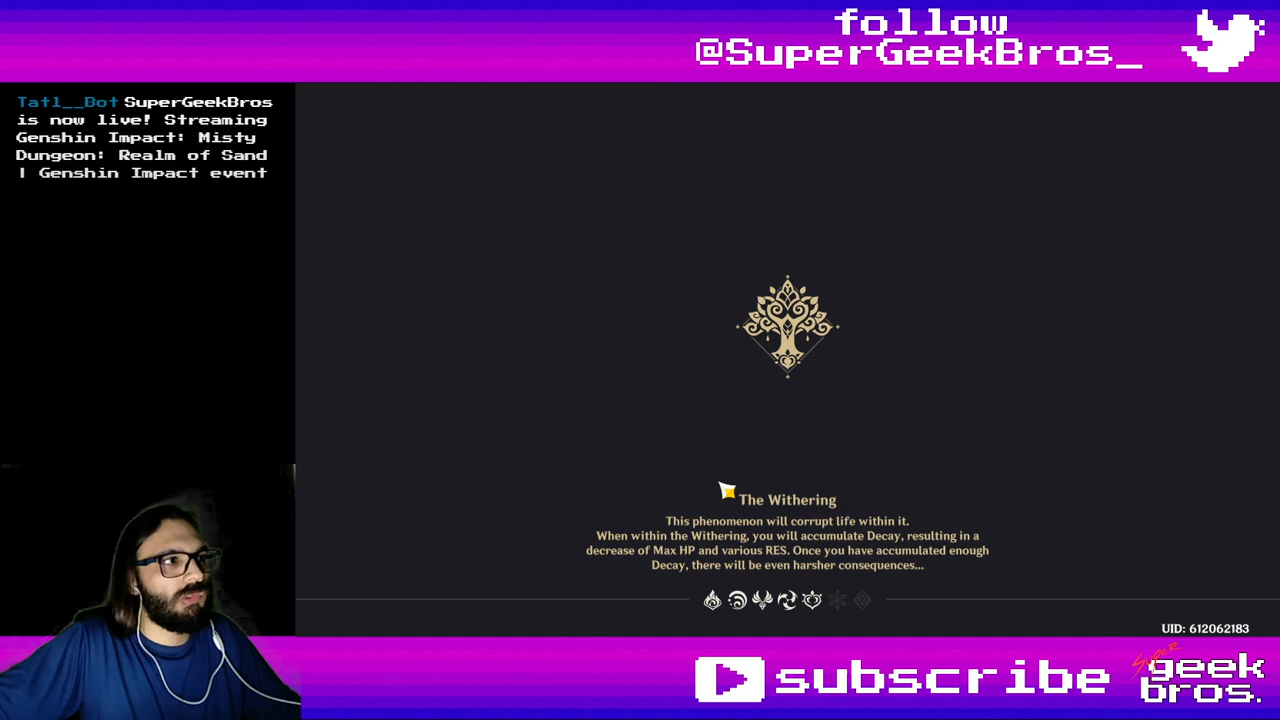 follow
@SuperGeekBros_
Tatl__Bot SuperGeekBros
is now live! Streaming
Genshin Impact: Misty
Dungeon: Realm of Sand
| Genshin Impact event
The Withering
This phenomenon will corrupt life within it.
When within the Withering, you will accumulate Decay, resulting in a
decrease of Max HP and various RES. Once you have accumulated enough
Decay, there will be even harsher consequences...
UID: 612062183
subscribe
SUPER
geek
bros.